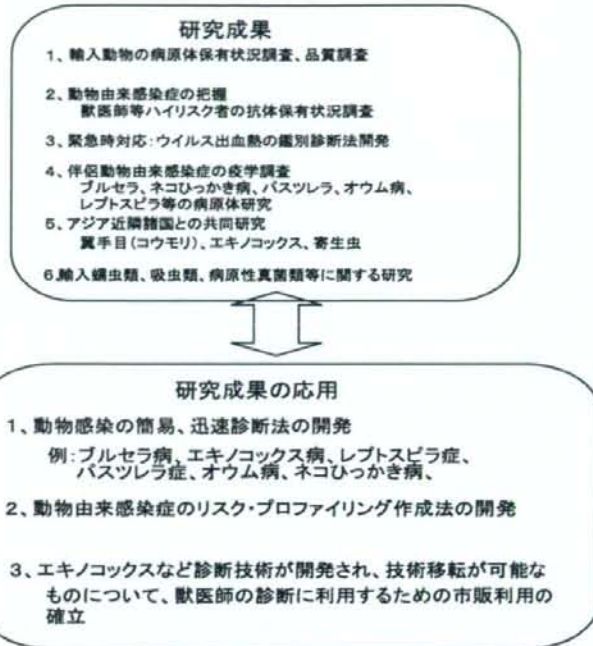 研究成果
1、輸入動物の病原体保有状況調査、品質調査
2、動物由来感染症の把握
獣医師等ハイリスク者の抗体保有状況調査
3、緊急時対応:ウイルス出血熱の鑑別診断法開発
4、伴侶動物由来感染症の疫学調査
ブルセラ、ネコひっかき病、パスツレラ、オウム病、
レプトスピラ等の病原体研究
5、アジア近隣諸国との共同研究
翼手目(コウモリ)、エキノコックス、寄生虫
6、輸入蠕虫類、吸虫類、病原性真菌類等に関する研究
研究成果の応用
1、動物感染の簡易、迅速診断法の開発
例:ブルセラ病、エキノコックス病、レプトスピラ症、
パスツレラ症、オウム病、ネコひっかき病、
2、動物由来感染症のリスク・プロファイリング作成法の開発
3、エキノコックスなど診断技術が開発され、技術移転が可能な
ものについて、獣医師の診断に利用するための市販利用の
確立